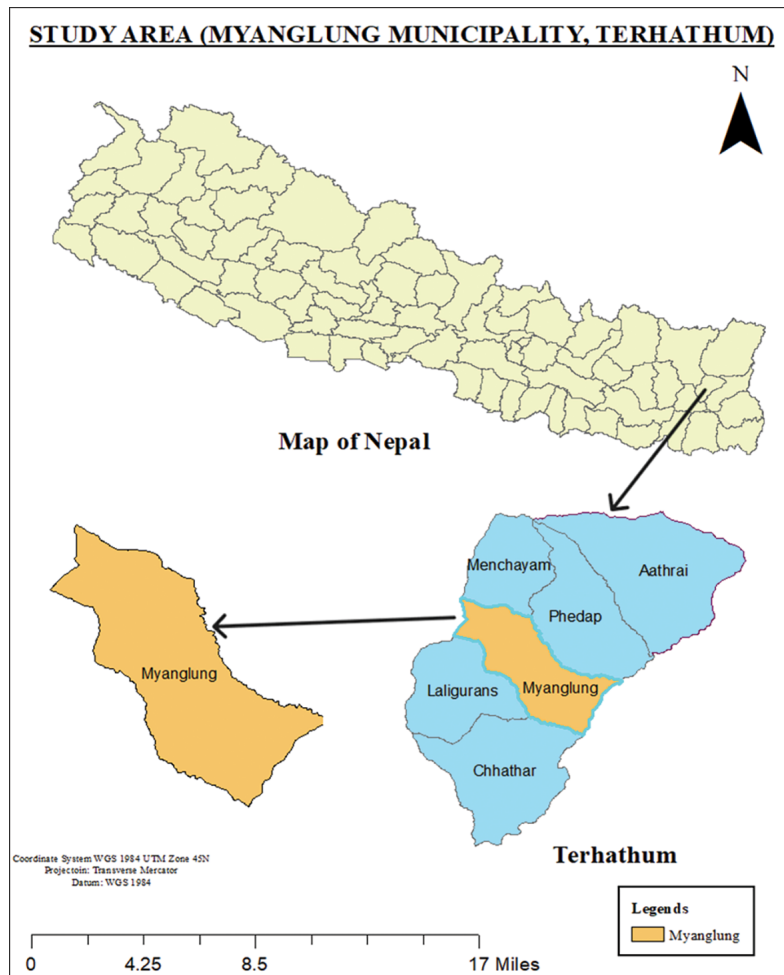 STUDY AREA (MYANGLUNG MUNICIPALITY, TERHATHUM)
N
Map of Nepal
Menchayam
Aathrai
Phedap
Myanglung
Laligurans
Myanglung
Chhathar
Terhathum
Coordinate System WGS 1984 UTM Zone 45N
Projectoin: Transverse Mercator
Datum: WGS 1984
Legends
Myanglung
0 4.25 8.5 17 Miles